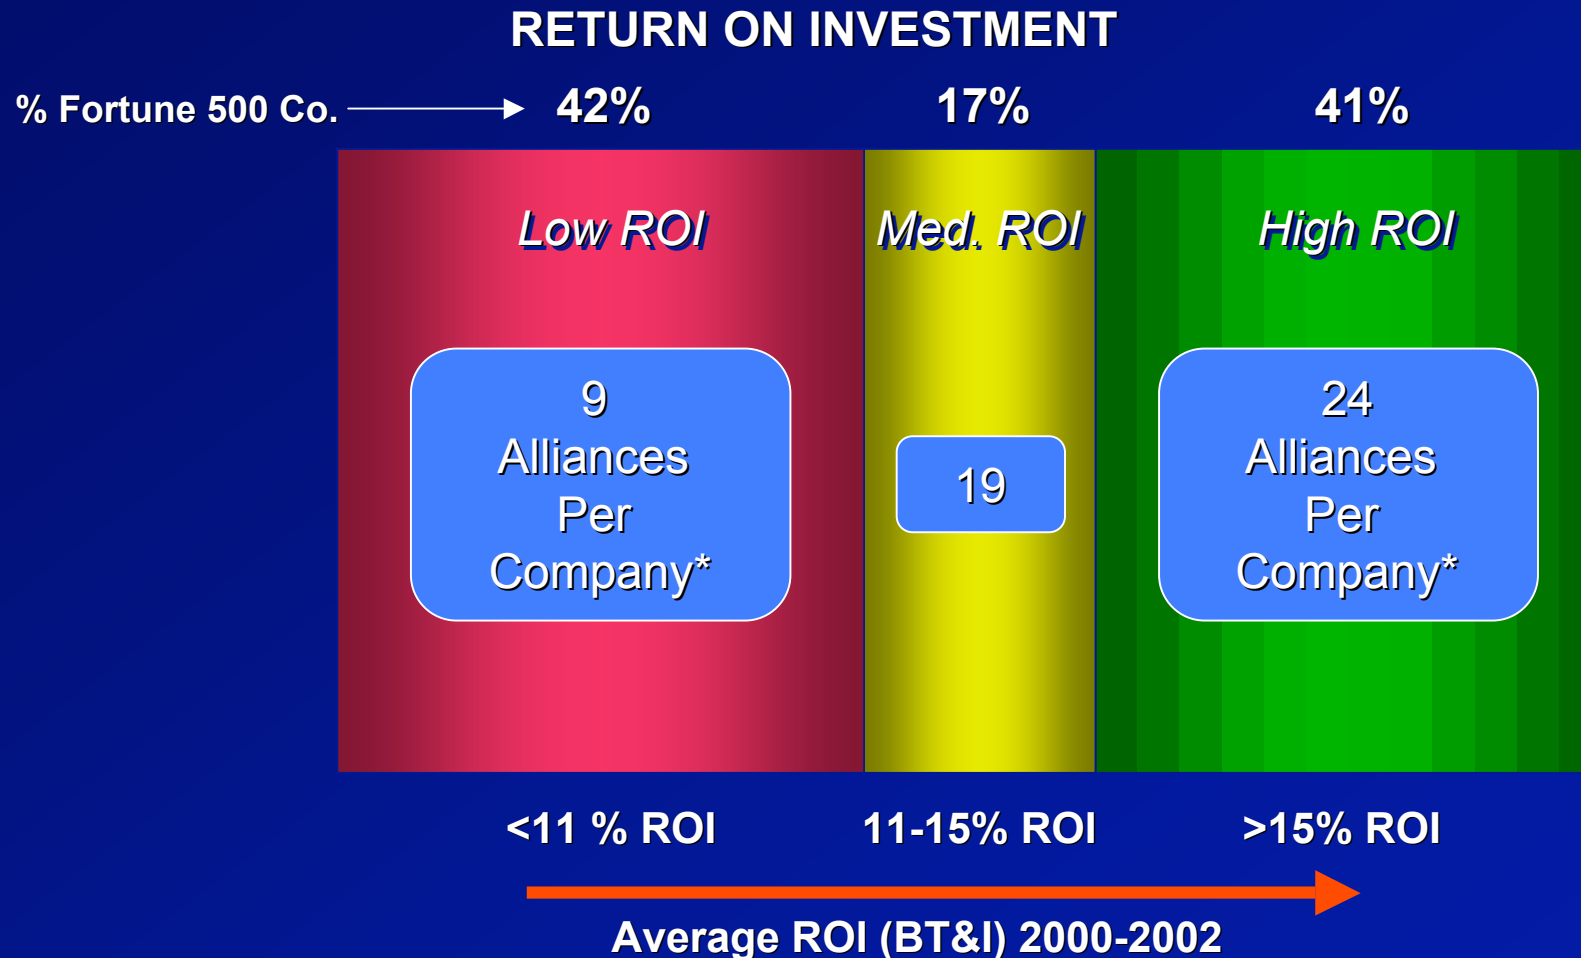 RETURN ON INVESTMENT
% Fortune 500 Co. 42% 17% 41%
Low ROI Med. ROI High ROI
9
Alliances
Per
Company*
19
24
Alliances
Per
Company*
<11 % ROI 11-15% ROI >15% ROI
Average ROI (BT&I) 2000-2002